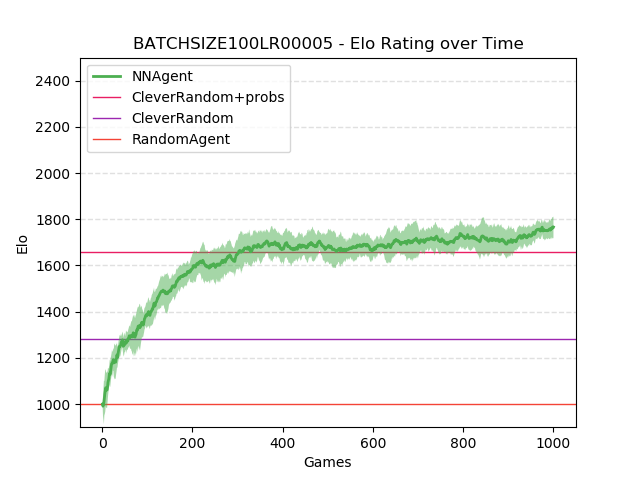 BATCHSIZE100LR00005 - Elo Rating over Time
NNAgent
CleverRandom+probs
CleverRandom
RandomAgent
Elo
2400
2200
2000
1800
1600
1400
1200
1000
0 200 400 600 800 1000
Games